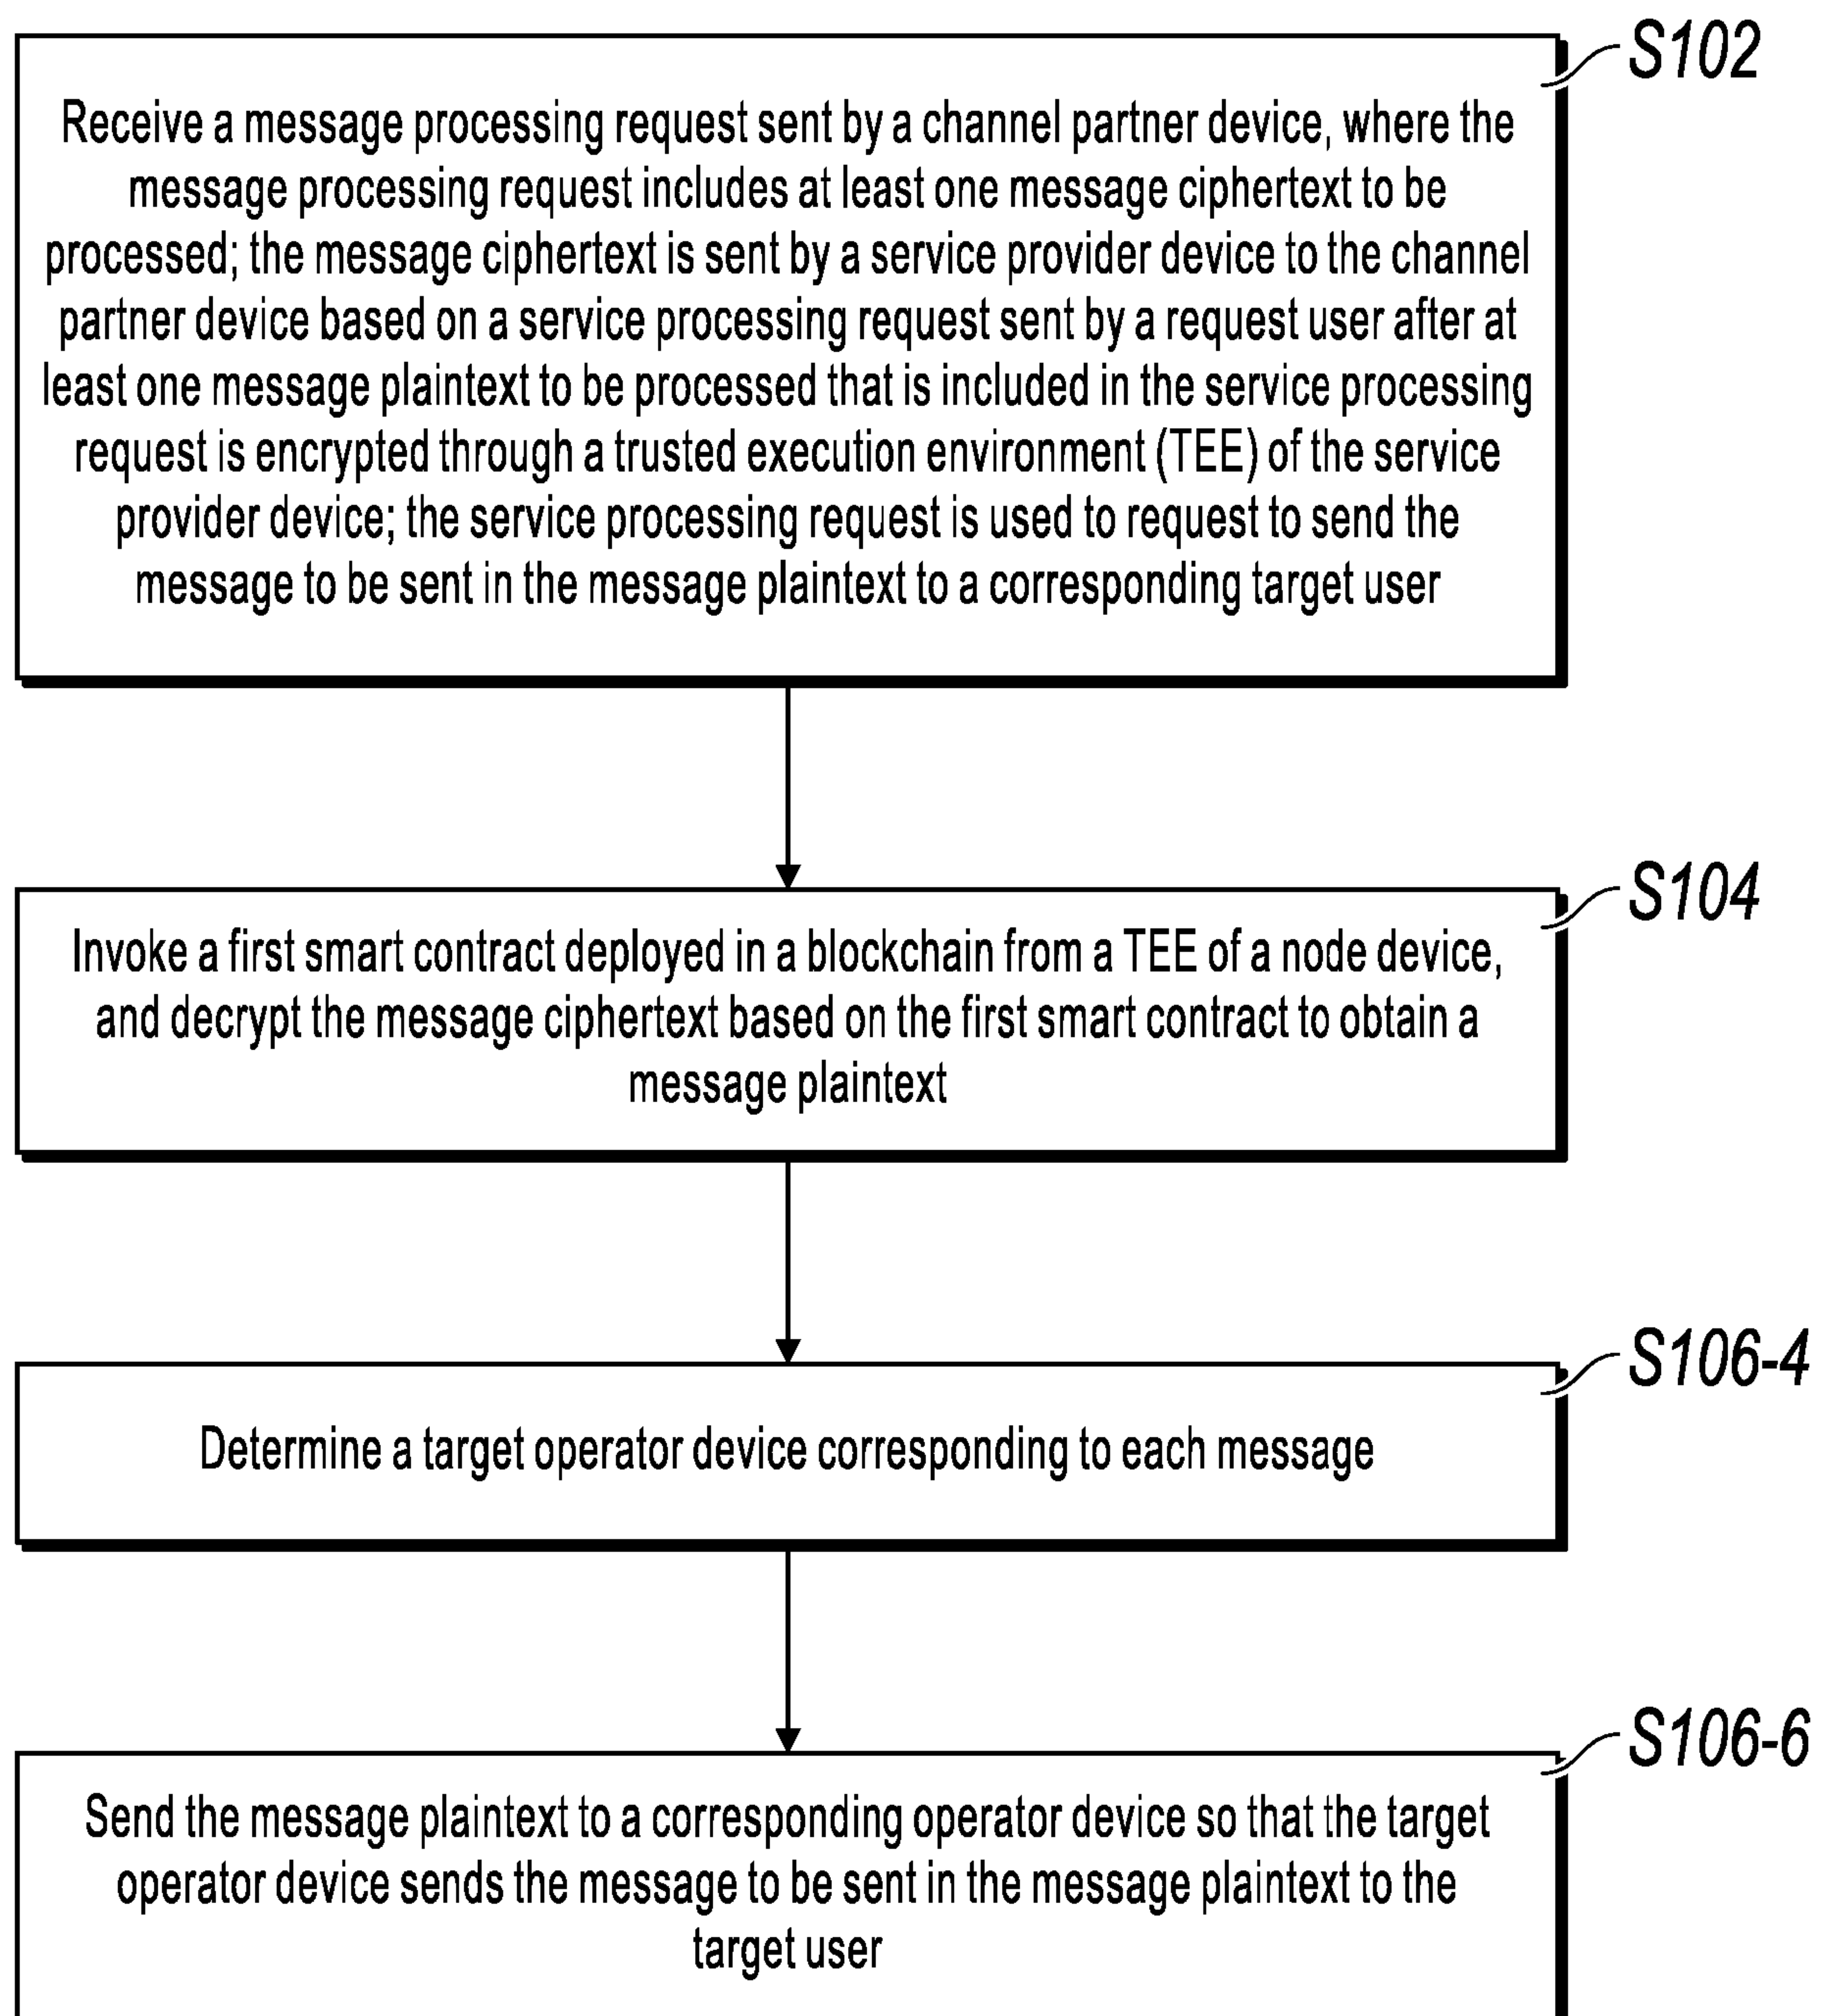 S102
Receive a message processing request sent by a channel partner device, where the
message processing request includes at least one message ciphertext to be
processed; the message ciphertext is sent by a service provider device to the channel
partner device based on a service processing request sent by a request user after at
least one message plaintext to be processed that is included in the service processing
request is encrypted through a trusted execution environment (TEE) of the service
provider device; the service processing request is used to request to send the
message to be sent in the message plaintext to a corresponding target user
S104
Invoke a first smart contract deployed in a blockchain from a TEE of a node device,
and decrypt the message ciphertext based on the first smart contract to obtain a
message plaintext
S106-4
Determine a target operator device corresponding to each message
S106-6
Send the message plaintext to a corresponding operator device so that the target
operator device sends the message to be sent in the message plaintext to the
target user